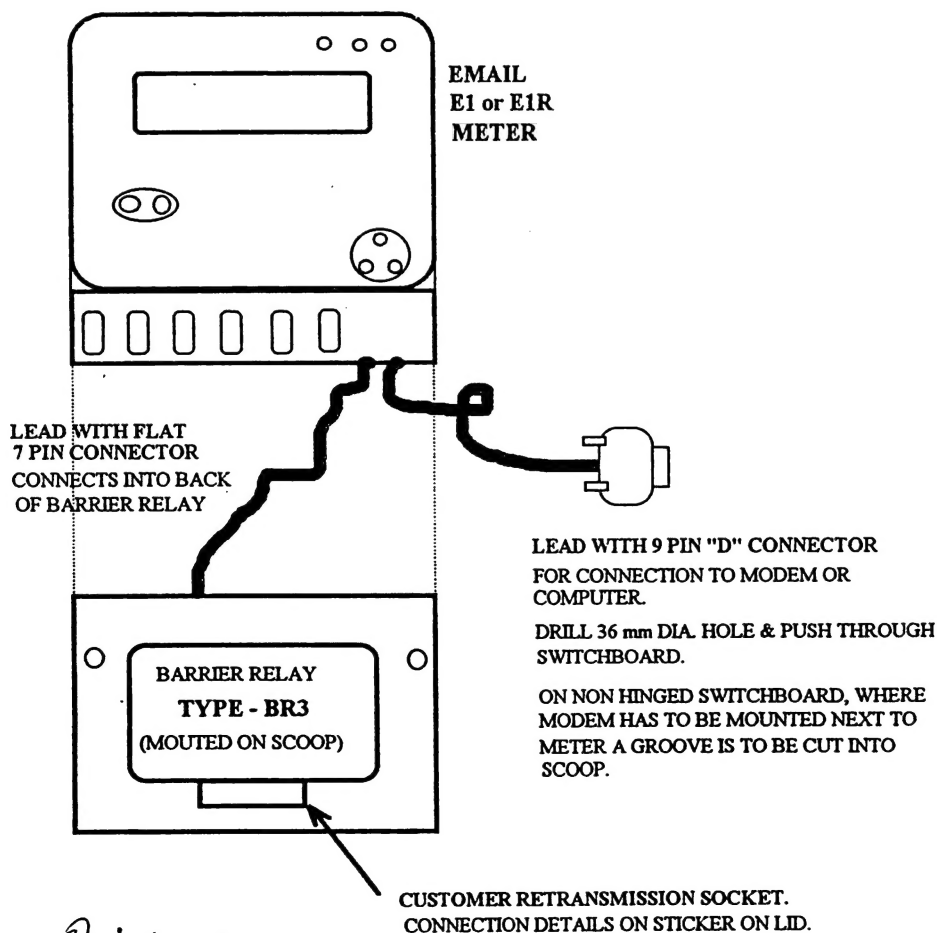 EMAIL
E1 or E1R
METER
LEAD WITH FLAT
7 PIN CONNECTOR
CONNECTS INTO BACK
OF BARRIER RELAY
LEAD WITH 9 PIN "D" CONNECTOR
FOR CONNECTION TO MODEM OR
COMPUTER.
DRILL 36 mm DIA. HOLE & PUSH THROUGH
SWITCHBOARD.
ON NON HINGED SWITCHBOARD, WHERE
MODEM HAS TO BE MOUNTED NEXT TO
METER A GROOVE IS TO BE CUT INTO
SCOOP.
BARRIER RELAY
TYPE - BR3
(MOUTED ON SCOOP)
CUSTOMER RETRANSMISSION SOCKET.
CONNECTION DETAILS ON STICKER ON LID.